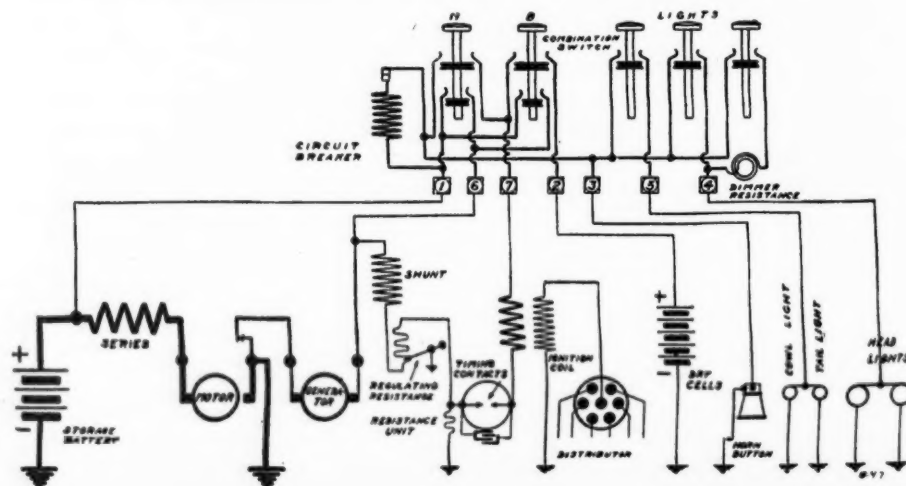 B
LIGHTS
COMBINATION
SWITCH
CIRCUIT
BREAKER
1
6
7
2
3
5
4
DIMMER
RESISTANCE
SHUNT
+
SERIES
MOTOR
GENERA-
TOR
REGULATING
RESISTANCE
RESISTANCE
UNIT
TIMING
CONTACTS
IGNITION
COIL
DISTRIBUTOR
+
-
DRY
CELLS
COWL LIGHT
TAIL LIGHT
HEAD
LIGHTS
HORN
BUTTON
-
STORAGE
BATTERY